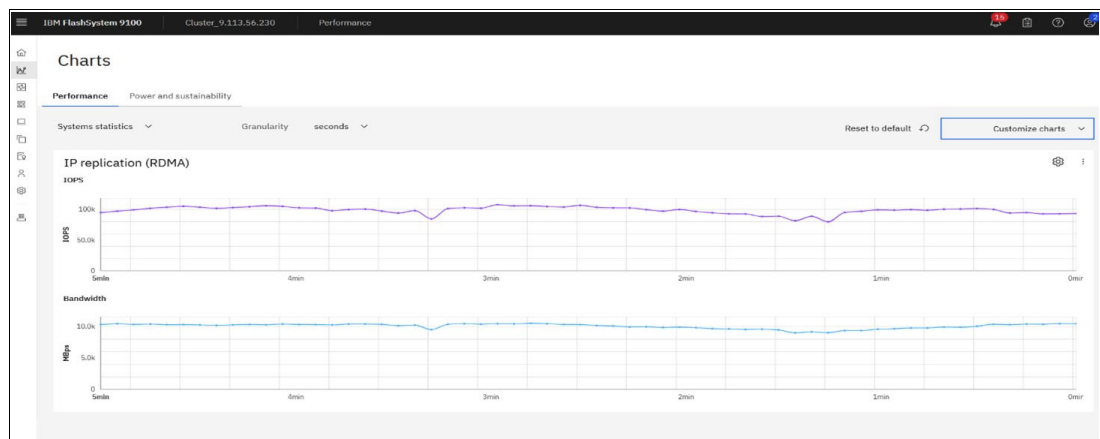 IBM FlashSystem 9100 Cluster_9.113.56.230 Performance 15 2
Charts
Performance Power and sustainability
Systems statistics Granularity seconds Reset to default Customize charts
IP replication (RDMA)
IOPS
100k
IOPS
50.0k
0
5min 4min 3min 2min 1min 0min
Bandwidth
10.0k
MBps
5.0k
0
5min 4min 3min 2min 1min 0min